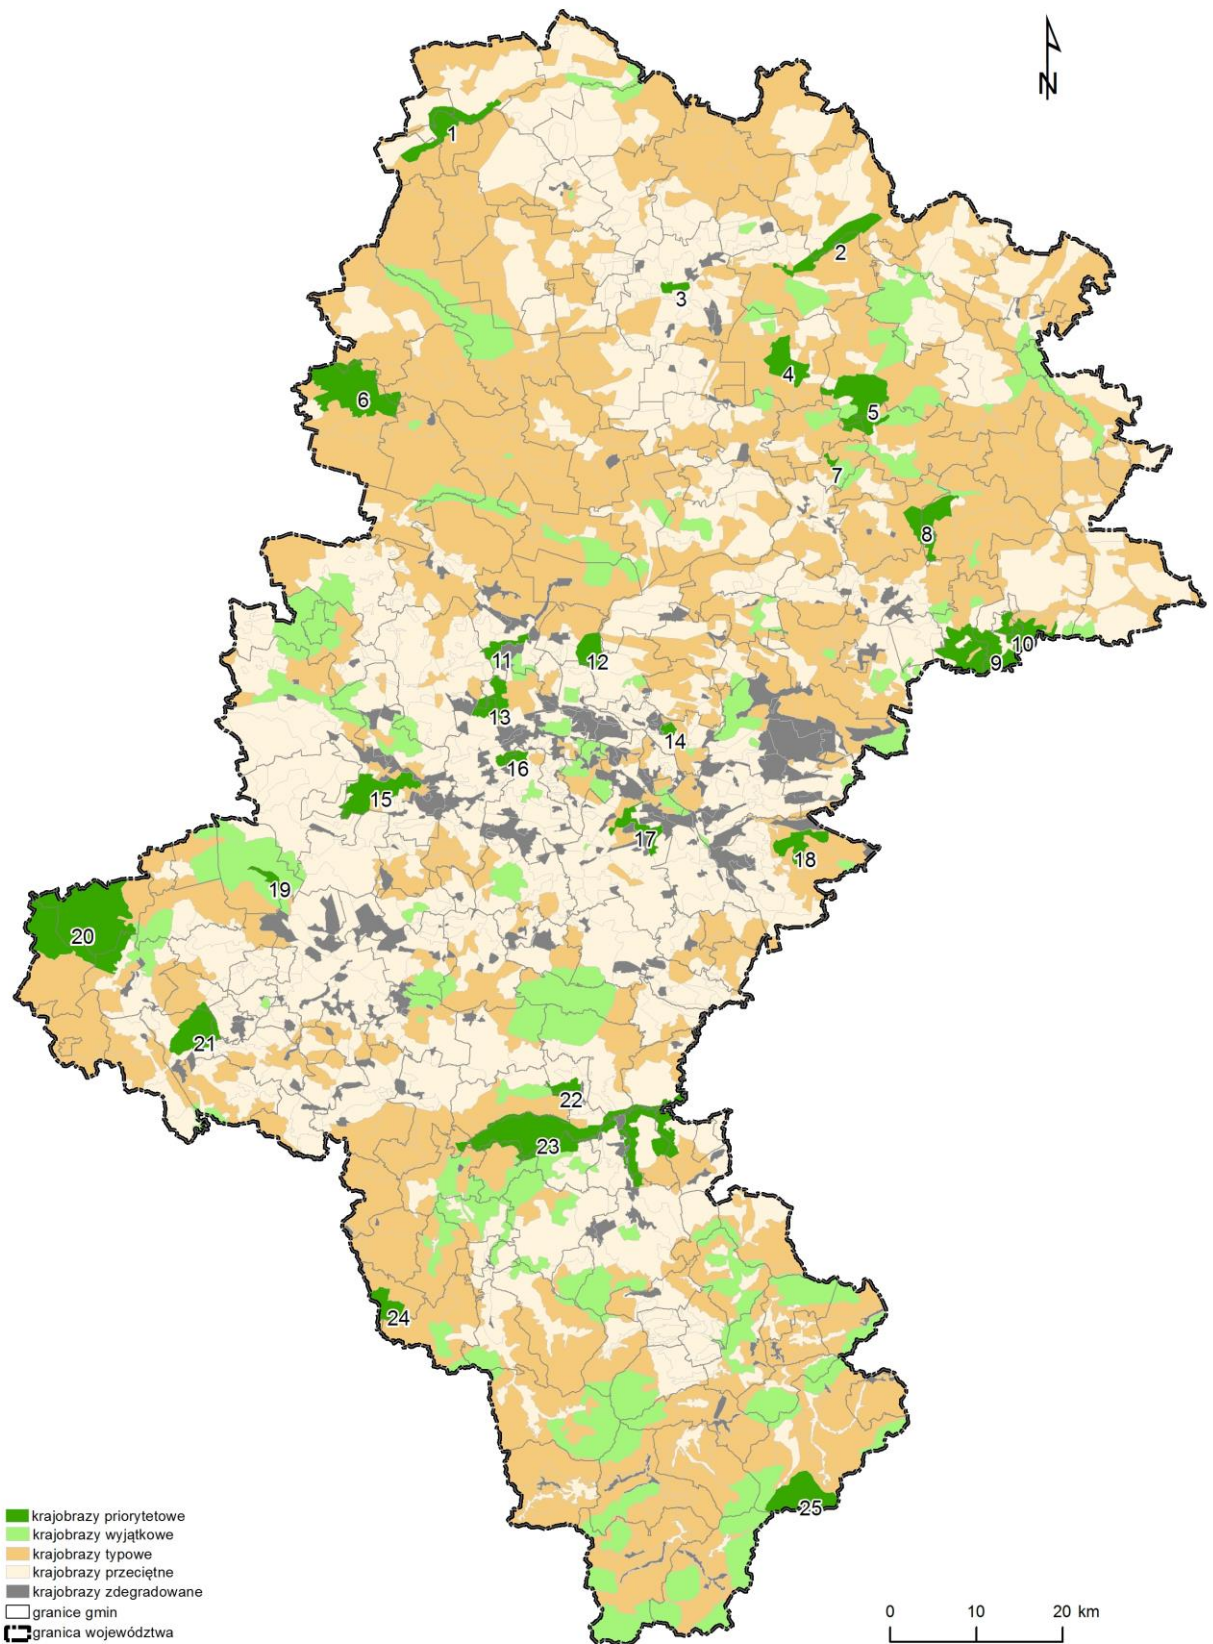 N
1
2
3
4
5
6
7
8
9
10
11
12
13
14
15
16
17
18
19
20
21
22
23
24
25
krajobrazy priorytetowe
krajobrazy wyjątkowe
krajobrazy typowe
krajobrazy przeciętne
krajobrazy zdegradowane
granice gmin
granica województwa
0 10 20 km